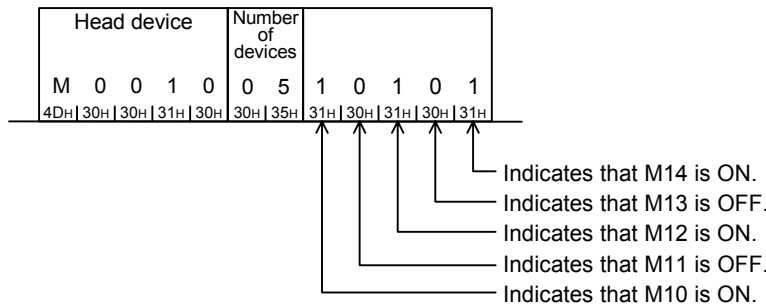 Head device
Number
of
devices
M 0 0 1 0 0 5 1 0 1 0 1
4DH 30H 30H 31H 30H 30H 35H 31H 30H 31H 30H 31H
Indicates that M14 is ON.
Indicates that M13 is OFF.
Indicates that M12 is ON.
Indicates that M11 is OFF.
Indicates that M10 is ON.